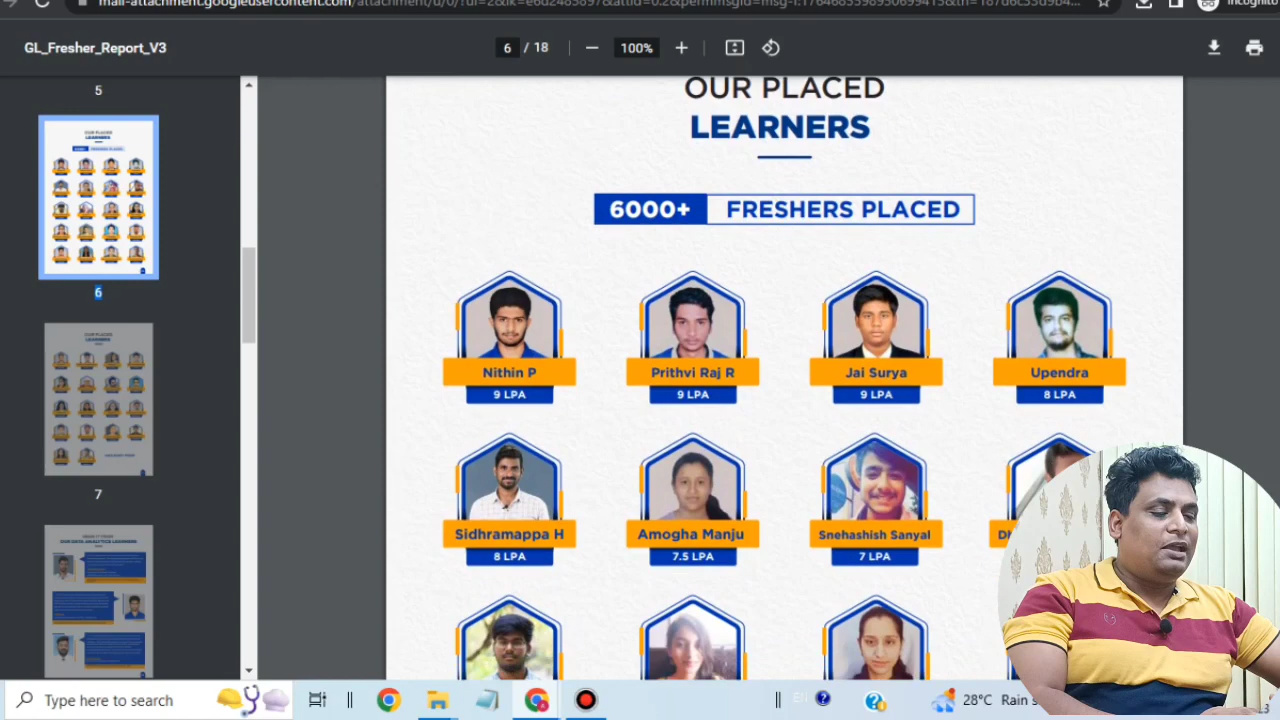 Incognito
GL_Fresher_Report_V3
6 / 18
100%
5
6
7
OUR PLACED
LEARNERS
6000+ FRESHERS PLACED
Nithin P
9 LPA
Prithvi Raj R
9 LPA
Jai Surya
9 LPA
Upendra
8 LPA
Sidhramappa H
8 LPA
Amogha Manju
7.5 LPA
Snehashish Sanyal
7 LPA
Type here to search
28°C Rain